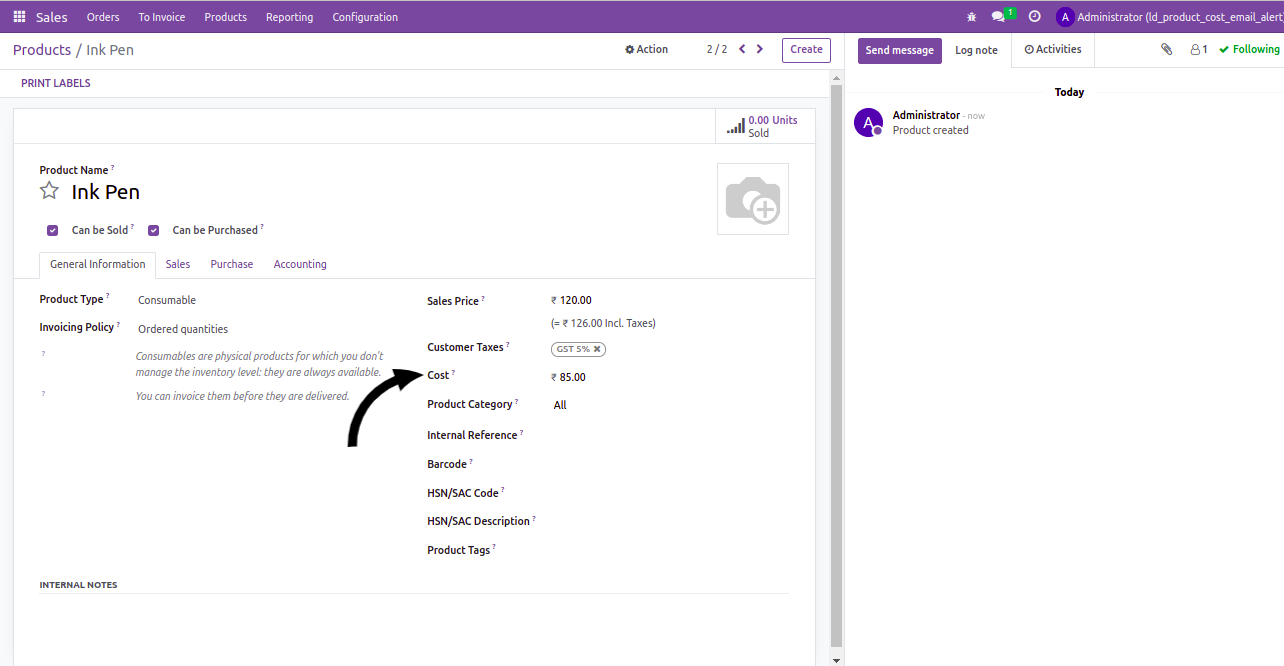 Sales Orders To Invoice Products Reporting Configuration 1 A Administrator (ld_product_cost_email_alert)
Products / Ink Pen Action 2 / 2 Create Send message Log note Activities 1 Following
PRINT LABELS
Today
0.00 Units
Sold
A Administrator - now
Product created
Product Name ?
Ink Pen
Can be Sold ? Can be Purchased ?
General Information Sales Purchase Accounting
Product Type ? Consumable
Invoicing Policy ? Ordered quantities
? Consumables are physical products for which you don't
manage the inventory level: they are always available.
? You can invoice them before they are delivered.
Sales Price ? ₹ 120.00
(= ₹ 126.00 Incl. Taxes)
Customer Taxes ? GST 5% ✖
Cost ? ₹ 85.00
Product Category ? All
Internal Reference ?
Barcode ?
HSN/SAC Code ?
HSN/SAC Description ?
Product Tags ?
INTERNAL NOTES